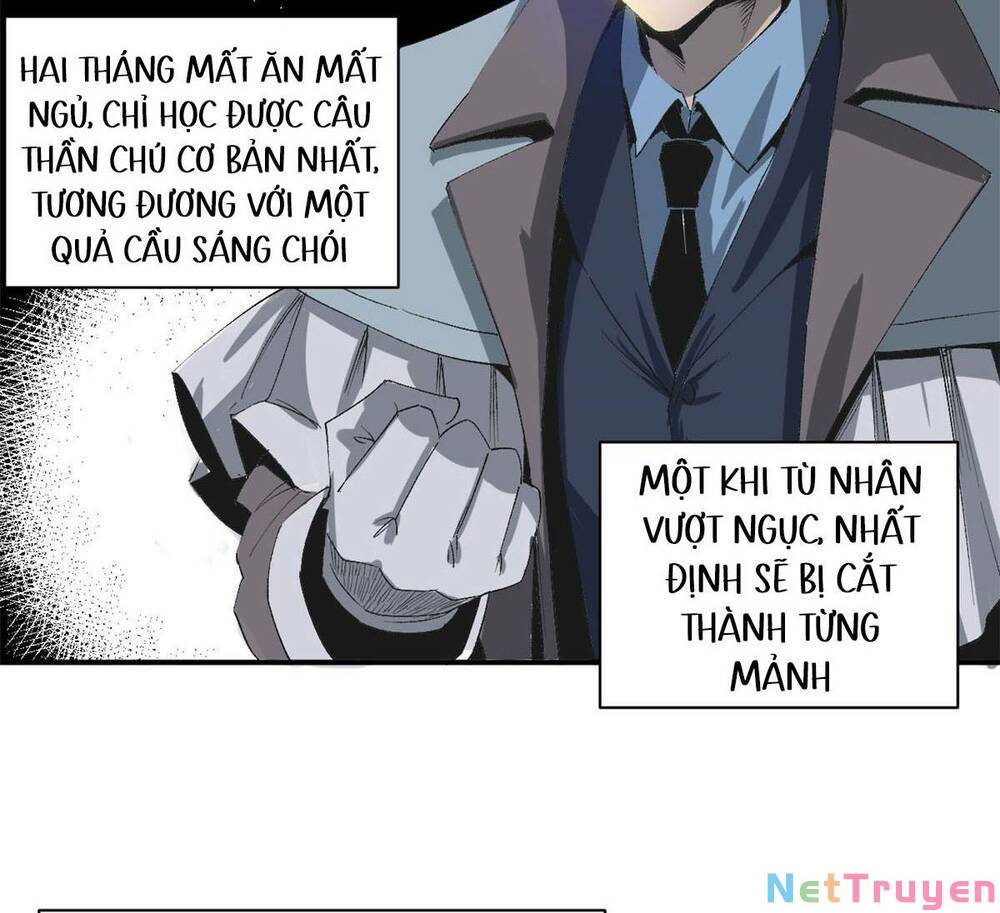 HAI THÁNG MẤT ĂN MẤT
NGỦ, CHỈ HỌC ĐƯỢC CÂU
THẦN CHÚ CƠ BẢN NHẤT,
TƯƠNG ĐƯƠNG VỚI MỘT
QUẢ CẦU SÁNG CHÓI
MỘT KHI TÙ NHÂN
VƯỢT NGỤC, NHẤT
ĐỊNH SẼ BỊ CẮT
THÀNH TỪNG
MẢNH
NetTruyen